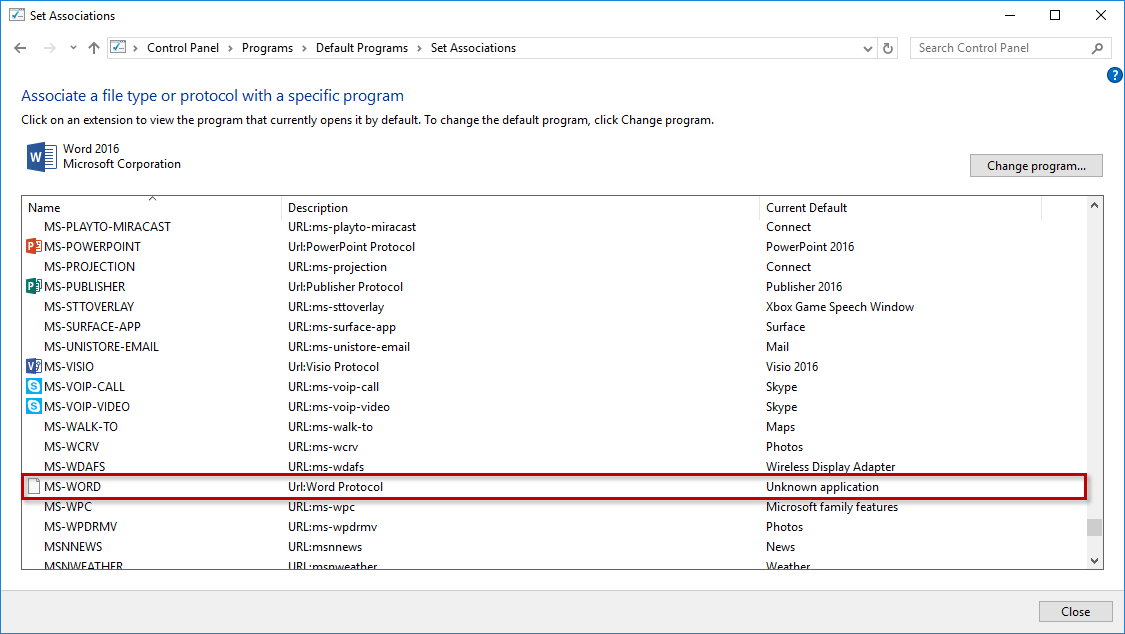 Set Associations
Control Panel > Programs > Default Programs > Set Associations
Search Control Panel
?
Associate a file type or protocol with a specific program
Click on an extension to view the program that currently opens it by default. To change the default program, click Change program.
W
Word 2016
Microsoft Corporation
Change program...
Name Description Current Default
MS-PLAYTO-MIRACAST URL:ms-playto-miracast Connect
MS-POWERPOINT Url:PowerPoint Protocol PowerPoint 2016
MS-PROJECTION URL:ms-projection Connect
MS-PUBLISHER Url:Publisher Protocol Publisher 2016
MS-STTOVERLAY URL:ms-sttoverlay Xbox Game Speech Window
MS-SURFACE-APP URL:ms-surface-app Surface
MS-UNISTORE-EMAIL URL:ms-unistore-email Mail
MS-VISIO Url:Visio Protocol Visio 2016
MS-VOIP-CALL URL:ms-voip-call Skype
MS-VOIP-VIDEO URL:ms-voip-video Skype
MS-WALK-TO URL:ms-walk-to Maps
MS-WCRV URL:ms-wcrv Photos
MS-WDAFS URL:ms-wdafs Wireless Display Adapter
MS-WORD Url:Word Protocol Unknown application
MS-WPC URL:ms-wpc Microsoft family features
MS-WPDRMV URL:ms-wpdrmv Photos
MSNNEWS URL:msnnews News
MSNWEATHER URL:msnweather Weather
Close